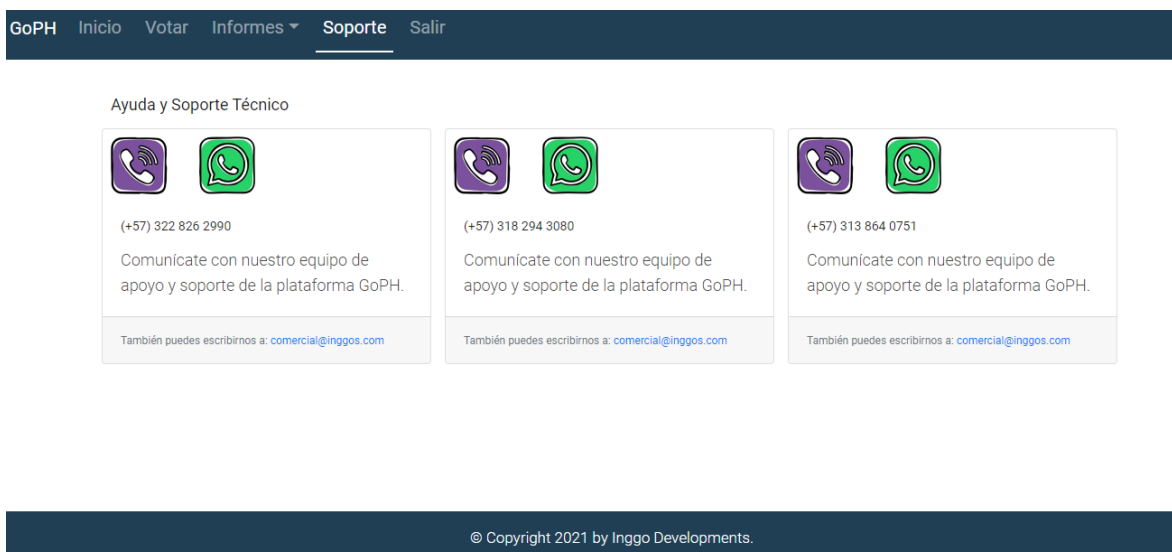 GoPH Inicio Votar Informes Soporte Salir
Ayuda y Soporte Técnico
(+57) 322 826 2990
Comunícate con nuestro equipo de
apoyo y soporte de la plataforma GoPH.
También puedes escribirnos a: comercial@inggos.com
(+57) 318 294 3080
Comunícate con nuestro equipo de
apoyo y soporte de la plataforma GoPH.
También puedes escribirnos a: comercial@inggos.com
(+57) 313 864 0751
Comunícate con nuestro equipo de
apoyo y soporte de la plataforma GoPH.
También puedes escribirnos a: comercial@inggos.com
© Copyright 2021 by Inggo Developments.